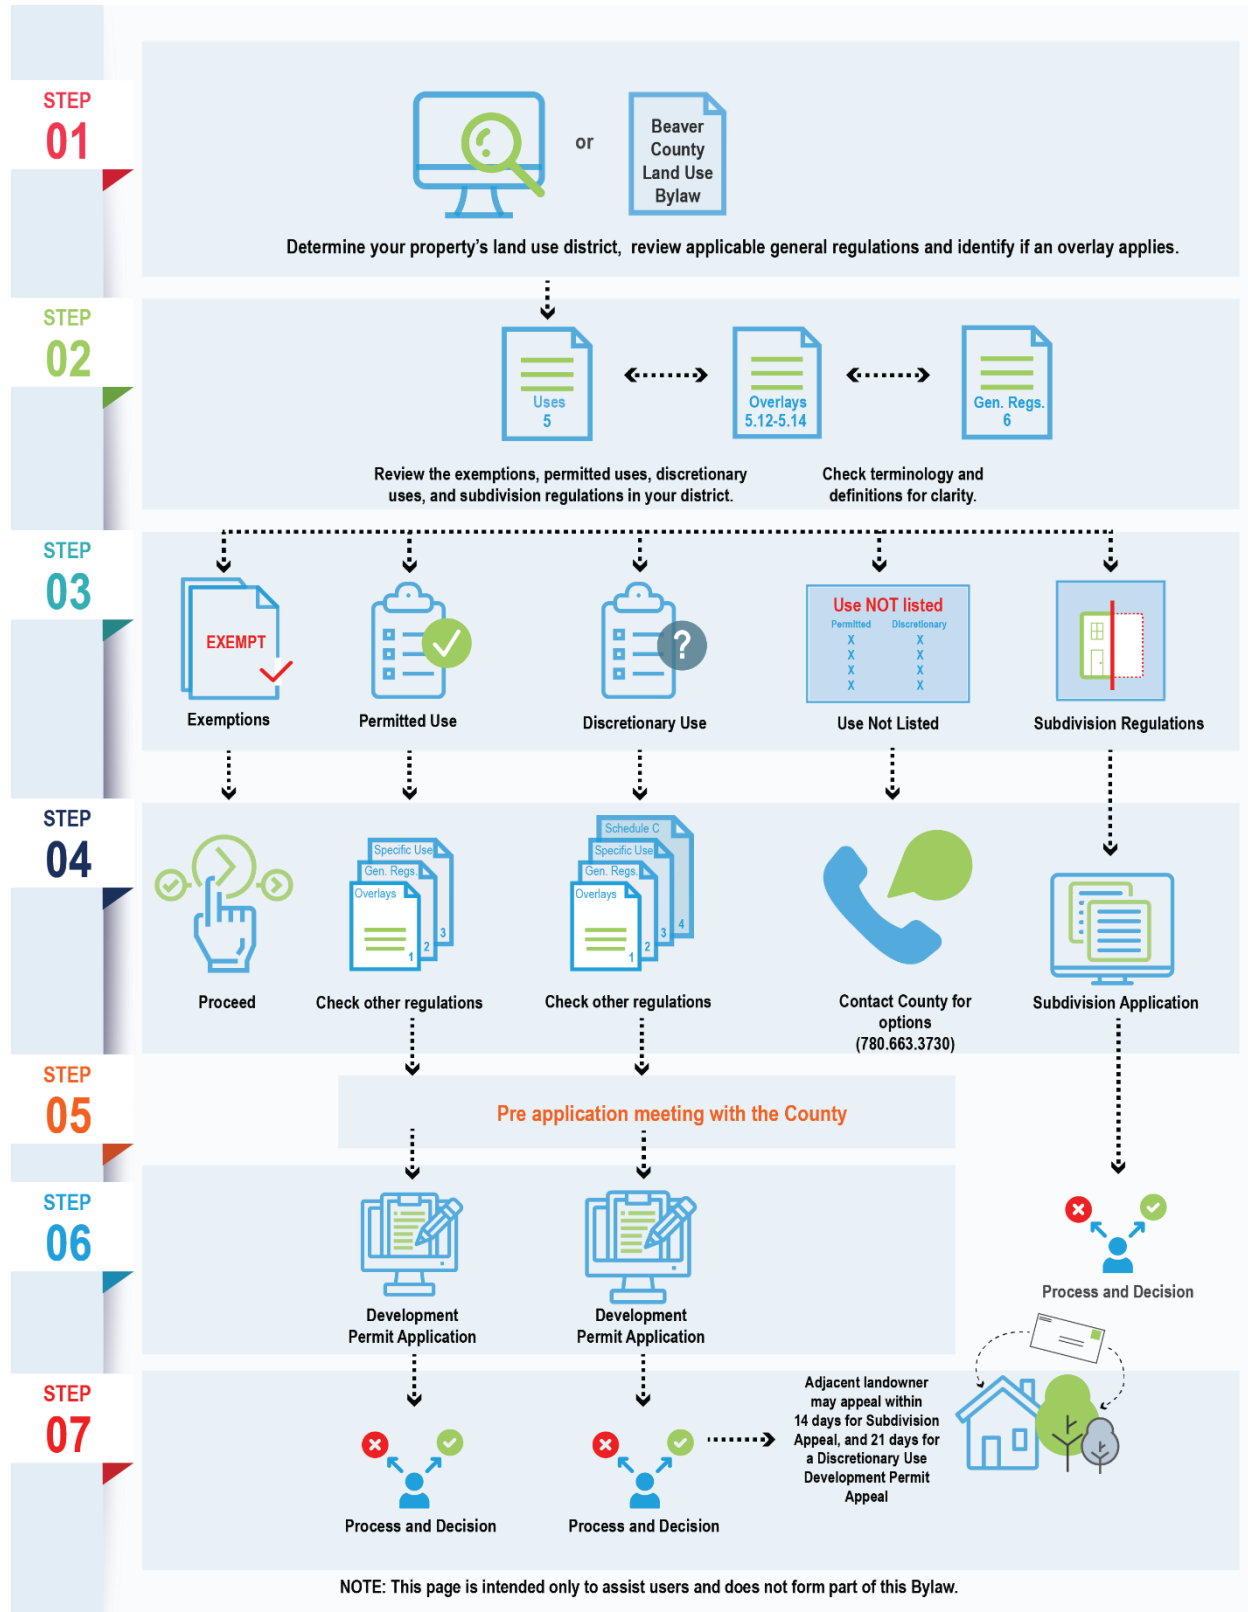 STEP
01
or
Beaver
County
Land Use
Bylaw
Determine your property's land use district, review applicable general regulations and identify if an overlay applies.
STEP
02
Uses
5
Overlays
5.12-5.14
Gen. Regs.
6
Review the exemptions, permitted uses, discretionary
uses, and subdivision regulations in your district.
Check terminology and
definitions for clarity.
STEP
03
EXEMPT
Exemptions
Permitted Use
?
Discretionary Use
Use NOT listed
Permitted Discretionary
X X
X X
X X
X X
Use Not Listed
Subdivision Regulations
STEP
04
Proceed
Specific Use
Gen. Regs.
Overlays
3
2
1
Check other regulations
Schedule C
Specific Use
Gen. Regs.
Overlays
4
3
2
1
Check other regulations
Contact County for
options
(780.663.3730)
Subdivision Application
STEP
05
Pre application meeting with the County
STEP
06
Development
Permit Application
Development
Permit Application
Process and Decision
STEP
07
Process and Decision
Process and Decision
Adjacent landowner
may appeal within
14 days for Subdivision
Appeal, and 21 days for
a Discretionary Use
Development Permit
Appeal
NOTE: This page is intended only to assist users and does not form part of this Bylaw.